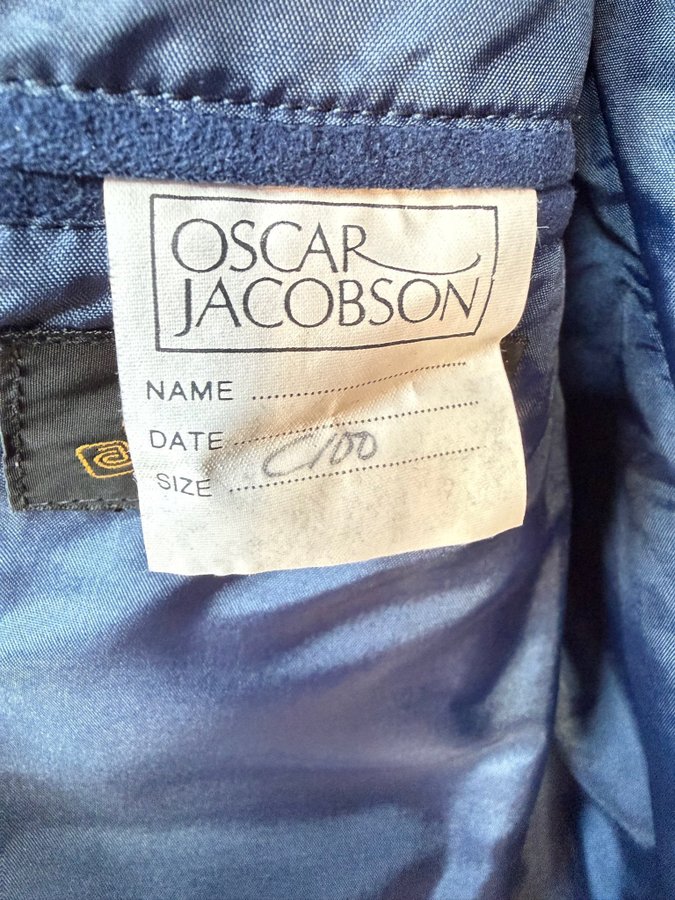 OSCAR
JACOBSON
NAME ..............................
DATE ..............................
C100
SIZE ..............................